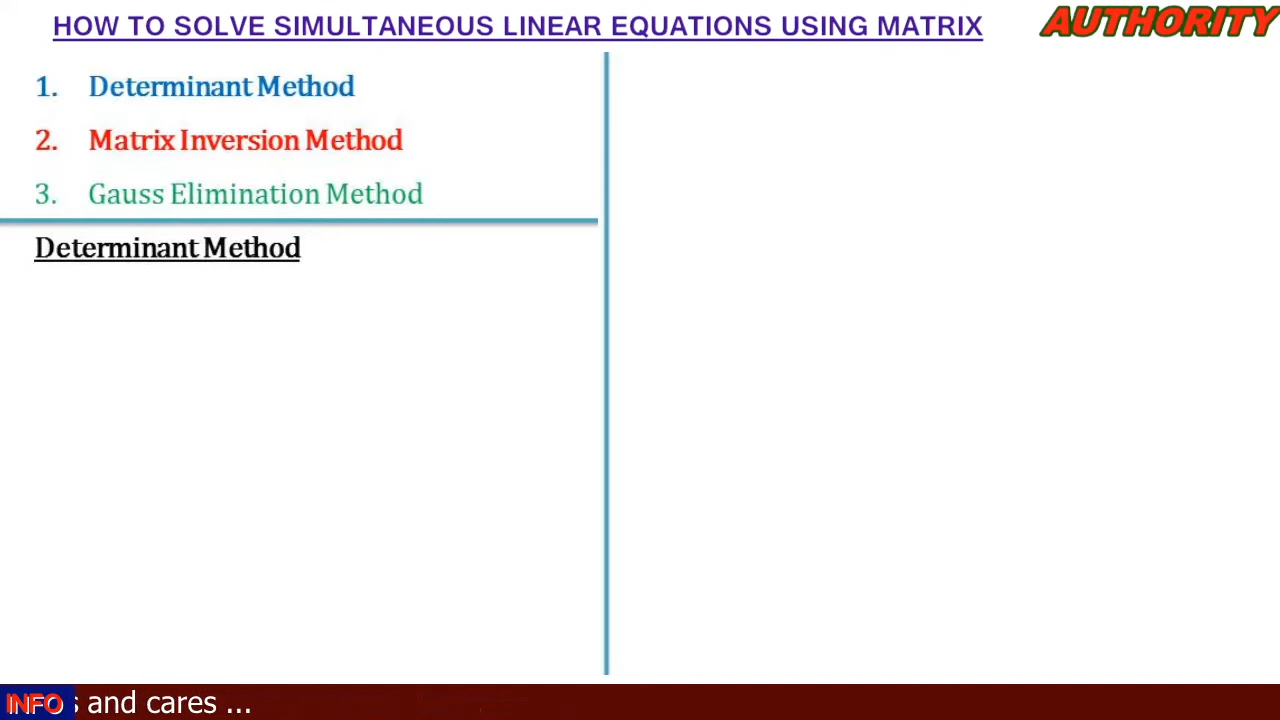 HOW TO SOLVE SIMULTANEOUS LINEAR EQUATIONS USING MATRIX
AUTHORITY
1. Determinant Method
2. Matrix Inversion Method
3. Gauss Elimination Method
Determinant Method
INFO
and cares ...